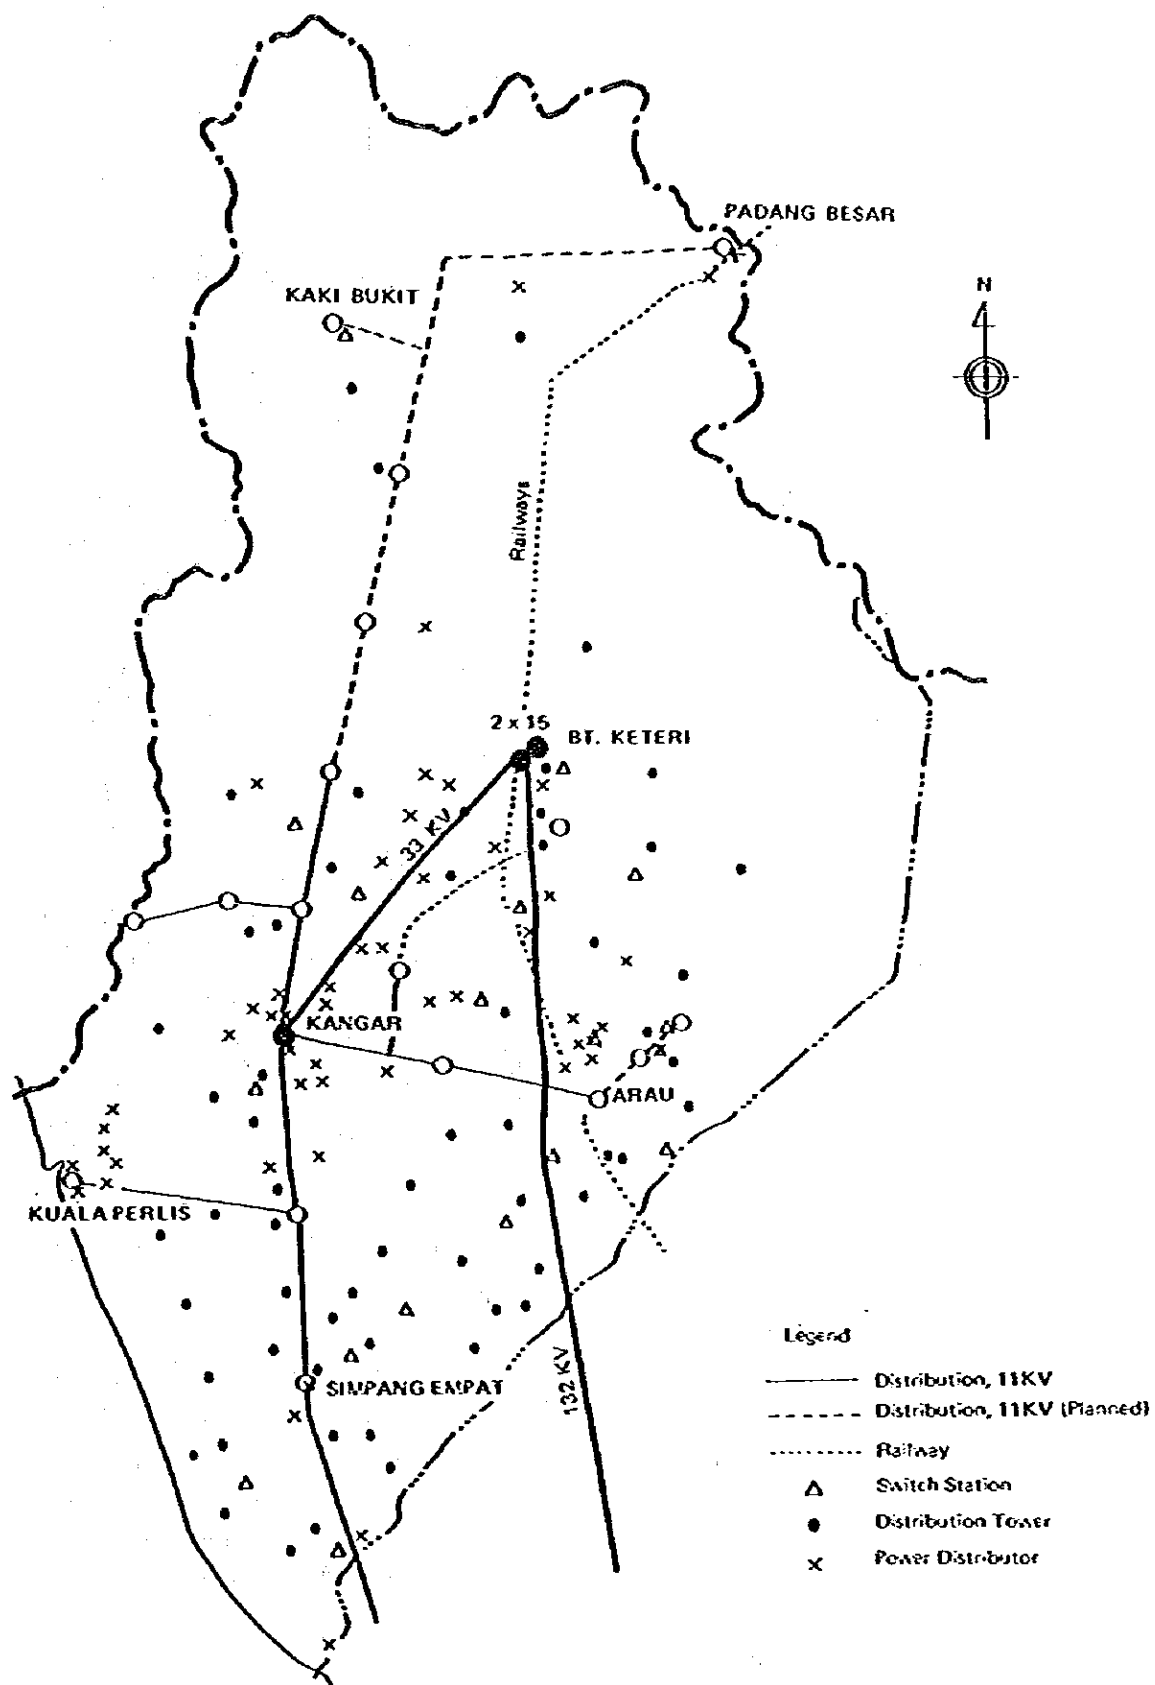 PADANG BESAR
N
KAKI BUKIT
Railways
2 x 15
BT. KETERI
33 KV
KANGAR
ARAU
KUALA PERLIS
SIMPANG EMPAT
132 KV
Legend
Distribution, 11KV
Distribution, 11KV (Planned)
Railway
Switch Station
Distribution Tower
Power Distributor